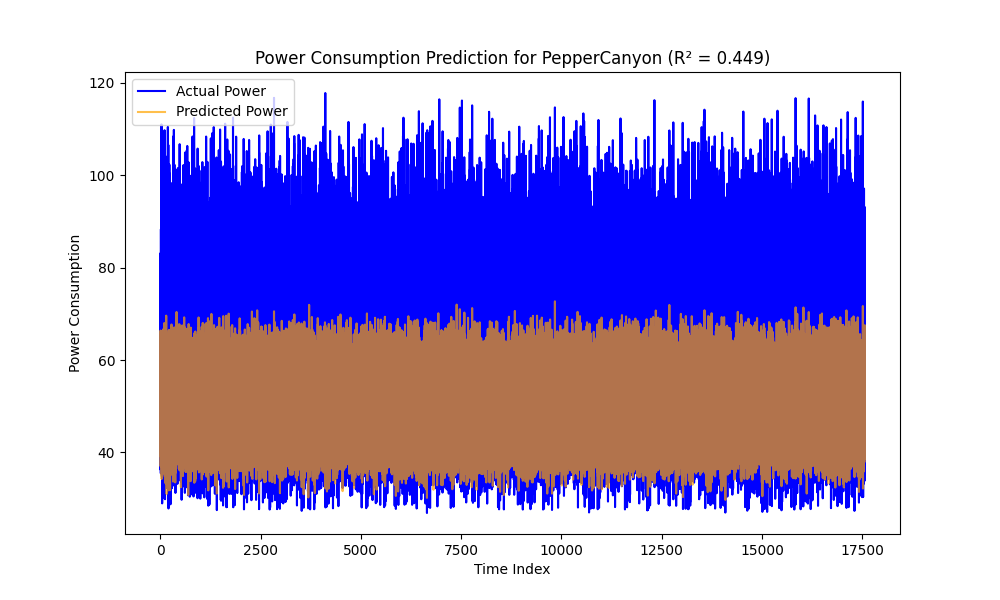 Power Consumption Prediction for PepperCanyon (R² = 0.449)
Actual Power
Predicted Power
Power Consumption
120
100
80
60
40
0 2500 5000 7500 10000 12500 15000 17500
Time Index